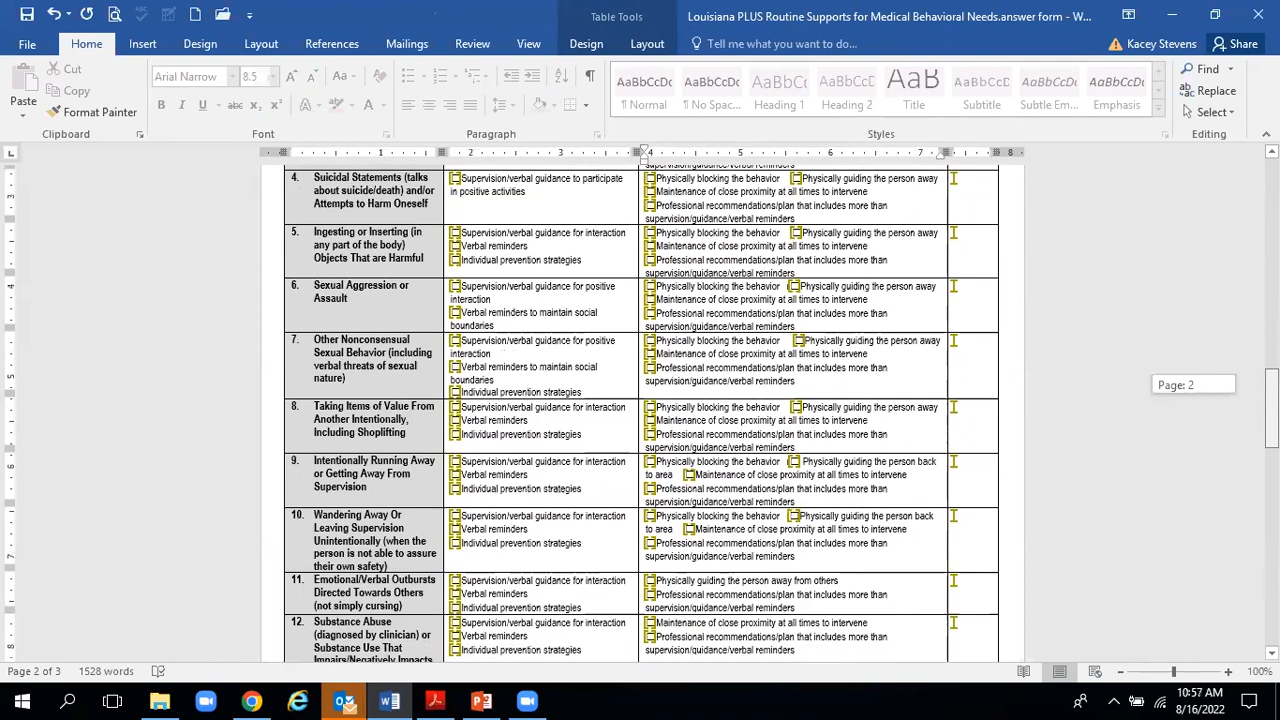 Table Tools
Louisiana PLUS Routine Supports for Medical Behavioral Needs.answer form - W...
File Home Insert Design Layout References Mailings Review View Design Layout Tell me what you want to do... Kacey Stevens Share
Paste
Cut
Copy
Format Painter
Clipboard
Arial Narrow 8.5
Font
Paragraph
AaBbCcDc AaBbCcDc AaBbCc AaBbCcC AaB AaBbCcD AaBbCcDc AaBbCcDc
¶ Normal ¶ No Spac... Heading 1 Heading 2 Title Subtitle Subtle Em... Emphasis
Styles
Find
Replace
Select
Editing
1 2 3 4 5 6 7 8
supervision/guidance/verbal reminders
4. Suicidal Statements (talks
about suicide/death) and/or
Attempts to Harm Oneself
Supervision/verbal guidance to participate
in positive activities
Physically blocking the behavior Physically guiding the person away
Maintenance of close proximity at all times to intervene
Professional recommendations/plan that includes more than
supervision/guidance/verbal reminders
5. Ingesting or Inserting (in
any part of the body)
Objects That are Harmful
Supervision/verbal guidance for interaction
Verbal reminders
Individual prevention strategies
Physically blocking the behavior Physically guiding the person away
Maintenance of close proximity at all times to intervene
Professional recommendations/plan that includes more than
supervision/guidance/verbal reminders
6. Sexual Aggression or
Assault
Supervision/verbal guidance for positive
interaction
Verbal reminders to maintain social
boundaries
Physically blocking the behavior Physically guiding the person away
Maintenance of close proximity at all times to intervene
Professional recommendations/plan that includes more than
supervision/guidance/verbal reminders
7. Other Nonconsensual
Sexual Behavior (including
verbal threats of sexual
nature)
Supervision/verbal guidance for positive
interaction
Verbal reminders to maintain social
boundaries
Individual prevention strategies
Physically blocking the behavior Physically guiding the person away
Maintenance of close proximity at all times to intervene
Professional recommendations/plan that includes more than
supervision/guidance/verbal reminders
8. Taking Items of Value From
Another Intentionally,
Including Shoplifting
Supervision/verbal guidance for interaction
Verbal reminders
Individual prevention strategies
Physically blocking the behavior Physically guiding the person away
Maintenance of close proximity at all times to intervene
Professional recommendations/plan that includes more than
supervision/guidance/verbal reminders
9. Intentionally Running Away
or Getting Away From
Supervision
Supervision/verbal guidance for interaction
Verbal reminders
Individual prevention strategies
Physically blocking the behavior Physically guiding the person back
to area Maintenance of close proximity at all times to intervene
Professional recommendations/plan that includes more than
supervision/guidance/verbal reminders
10. Wandering Away Or
Leaving Supervision
Unintentionally (when the
person is not able to assure
their own safety)
Supervision/verbal guidance for interaction
Verbal reminders
Individual prevention strategies
Physically blocking the behavior Physically guiding the person back
to area Maintenance of close proximity at all times to intervene
Professional recommendations/plan that includes more than
supervision/guidance/verbal reminders
11. Emotional/Verbal Outbursts
Directed Towards Others
(not simply cursing)
Supervision/verbal guidance for interaction
Verbal reminders
Individual prevention strategies
Physically guiding the person away from others
Professional recommendations/plan that includes more than
supervision/guidance/verbal reminders
12. Substance Abuse
(diagnosed by clinician) or
Substance Use That
Impairs/Negatively Impacts
Supervision/verbal guidance for interaction
Verbal reminders
Individual prevention strategies
Maintenance of close proximity at all times to intervene
Professional recommendations/plan that includes more than
supervision/guidance/verbal reminders
Page: 2
Page 2 of 3 1528 words 100%
10:57 AM
8/16/2022